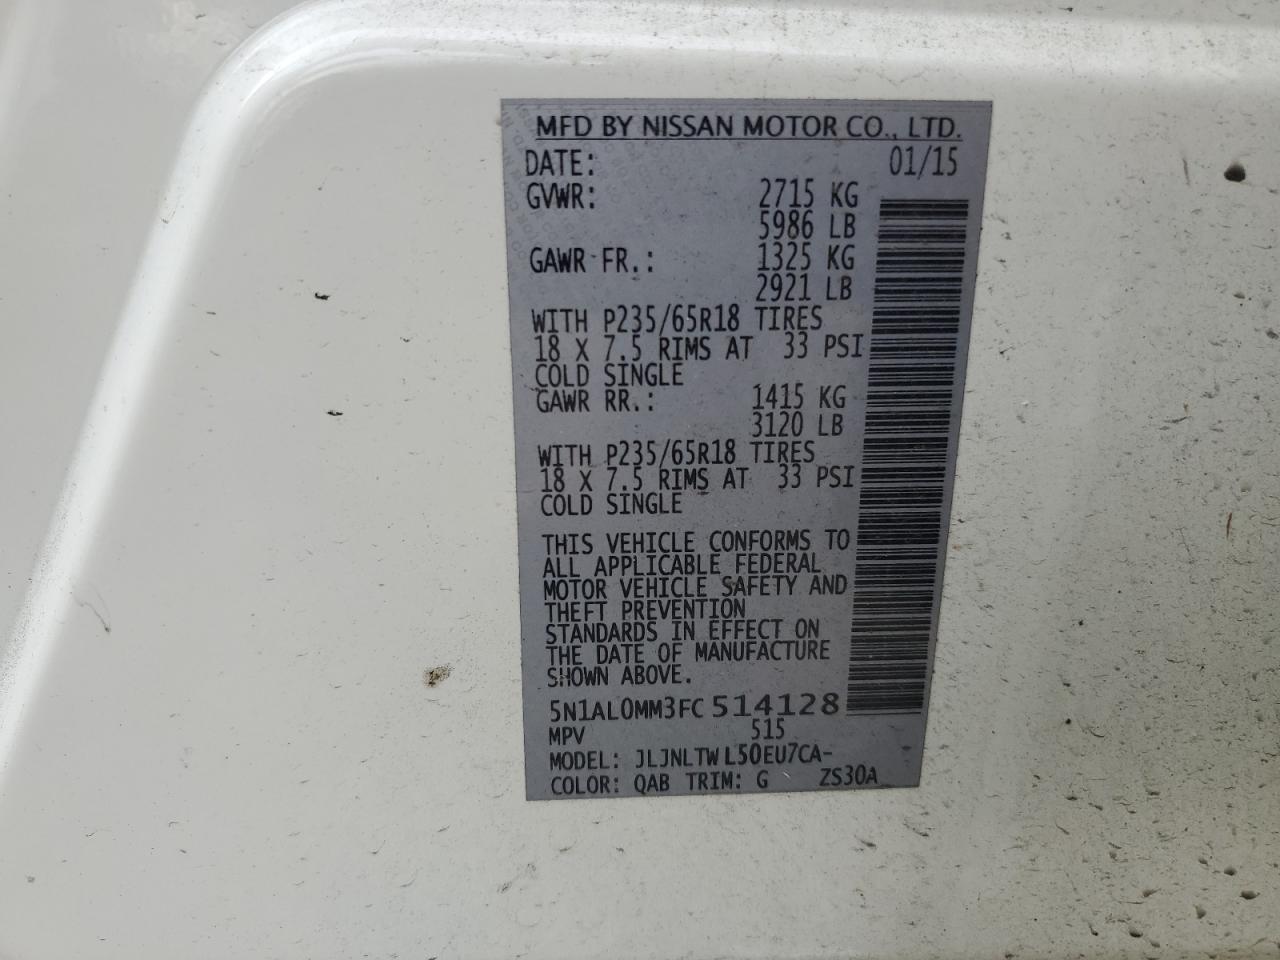 MFD BY NISSAN MOTOR CO., LTD.
DATE: 01/15
GVWR: 2715 KG
5986 LB
GAWR FR.: 1325 KG
2921 LB
WITH P235/65R18 TIRES
18 X 7.5 RIMS AT 33 PSI
COLD SINGLE
GAWR RR.: 1415 KG
3120 LB
WITH P235/65R18 TIRES
18 X 7.5 RIMS AT 33 PSI
COLD SINGLE
THIS VEHICLE CONFORMS TO
ALL APPLICABLE FEDERAL
MOTOR VEHICLE SAFETY AND
THEFT PREVENTION
STANDARDS IN EFFECT ON
THE DATE OF MANUFACTURE
SHOWN ABOVE.
5N1AL0MM3FC514128
MPV 515
MODEL: JLJNLTWL50EU7CA-
COLOR: QAB TRIM: G ZS30A